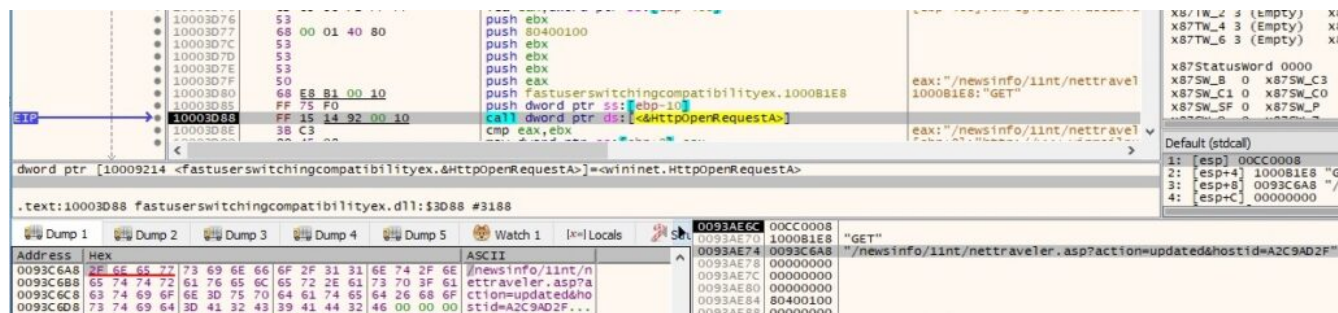 10003D76 53 push ebx
10003D77 68 00 01 40 80 push 80400100
10003D7C 53 push ebx
10003D7D 53 push ebx
10003D7E 53 push ebx
10003D7F 50 push eax eax:"/newsinfo/11nt/nettravel
10003D80 68 E8 B1 00 10 push fastuserswitchingcompatibilityex.1000B1E8 1000B1E8:"GET"
10003D85 FF 75 F0 push dword ptr ss:[ebp-10]
EIP 10003D88 FF 15 14 92 00 10 call dword ptr ds:[<&HttpOpenRequestA>]
10003D8E 3B C3 cmp eax,ebx eax:"/newsinfo/11nt/nettravel
x87TW_2 3 (Empty)
x87TW_4 3 (Empty)
x87TW_6 3 (Empty)
x87StatusWord 0000
x87SW_B 0 x87SW_C3
x87SW_C1 0 x87SW_C0
x87SW_SF 0 x87SW_P
Default (stdcall)
1: [esp] 00CC0008
2: [esp+4] 1000B1E8 "G
3: [esp+8] 0093C6A8 "/
4: [esp+C] 00000000
dword ptr [10009214 <fastuserswitchingcompatibilityex.&HttpOpenRequestA>]=<wininet.HttpOpenRequestA>
.text:10003D88 fastuserswitchingcompatibilityex.dll:$3D88 #3188
Dump 1 Dump 2 Dump 3 Dump 4 Dump 5 Watch 1 [x=] Locals
Address Hex ASCII
0093C6A8 2F 6E 65 77 73 69 6E 66 6F 2F 31 31 6E 74 2F 6E /newsinfo/11nt/n
0093C6B8 65 74 74 72 61 76 65 6C 65 72 2E 61 73 70 3F 61 ettraveler.asp?a
0093C6C8 63 74 69 6F 6E 3D 75 70 64 61 74 65 64 26 68 6F ction=updated&ho
0093C6D8 73 74 69 64 3D 41 32 43 39 41 44 32 46 00 00 00 stid=A2C9AD2F...
0093AE6C 00CC0008
0093AE70 1000B1E8 "GET"
0093AE74 0093C6A8 "/newsinfo/11nt/nettraveler.asp?action=updated&hostid=A2C9AD2F"
0093AE78 00000000
0093AE7C 00000000
0093AE80 00000000
0093AE84 80400100
0093AE88 00000000